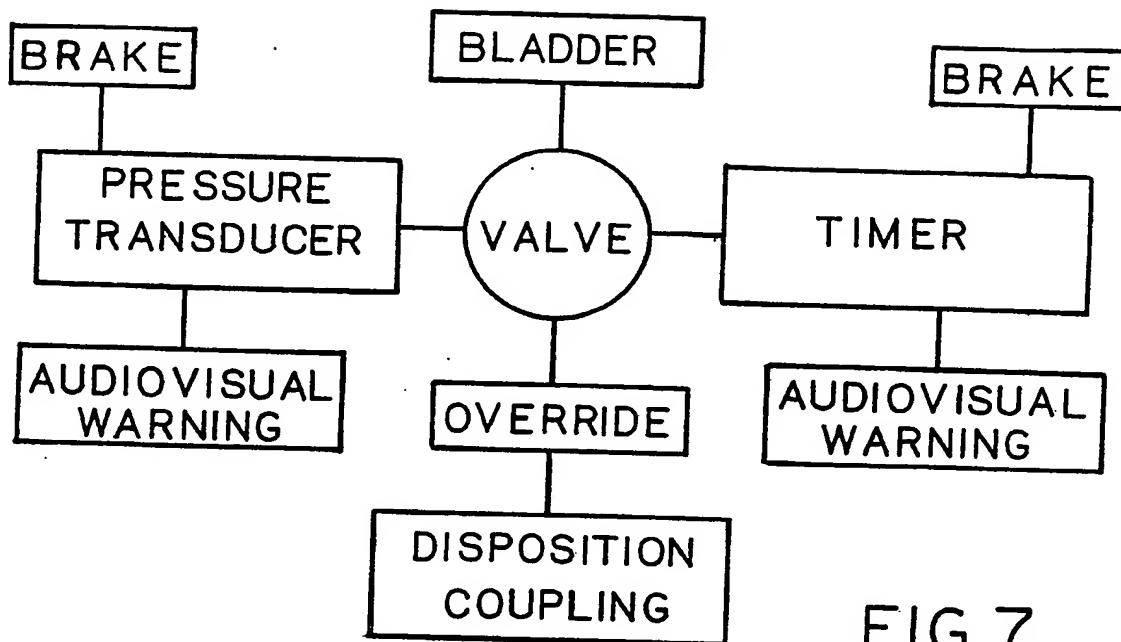 BRAKE
BLADDER
BRAKE
PRESSURE
TRANSDUCER
VALVE
TIMER
AUDIOVISUAL
WARNING
OVERRIDE
AUDIOVISUAL
WARNING
DISPOSITION
COUPLING
FIG.7